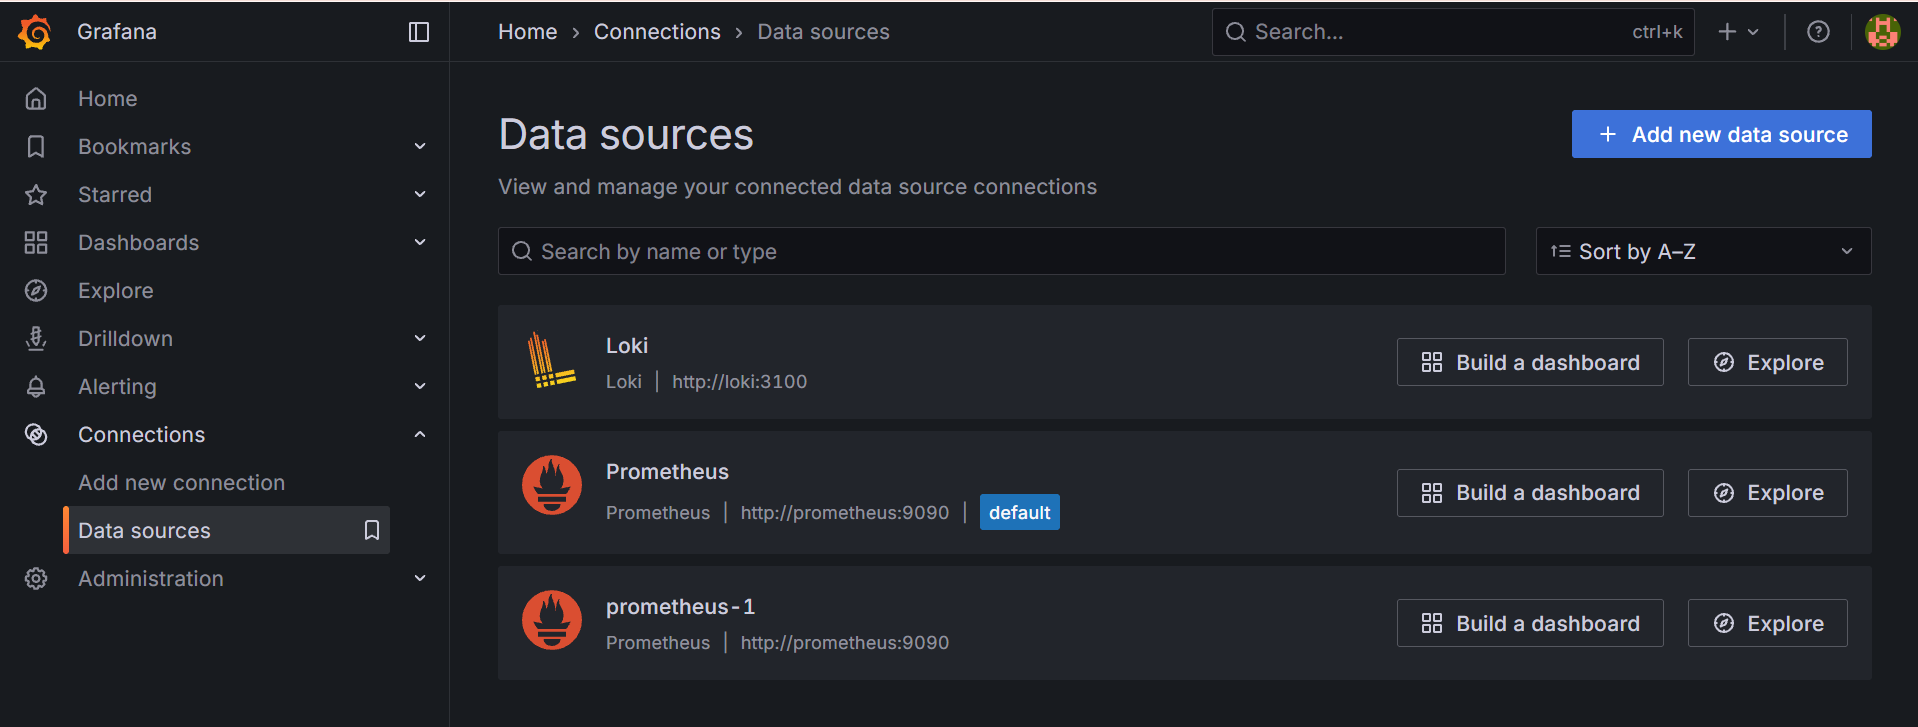 Grafana
Home › Connections › Data sources
Search...
ctrl+k
Home
Bookmarks
Starred
Dashboards
Explore
Drilldown
Alerting
Connections
Add new connection
Data sources
Administration
Data sources
Add new data source
View and manage your connected data source connections
Search by name or type
Sort by A–Z
Loki
Loki | http://loki:3100
Build a dashboard
Explore
Prometheus
Prometheus | http://prometheus:9090 | default
Build a dashboard
Explore
prometheus-1
Prometheus | http://prometheus:9090
Build a dashboard
Explore